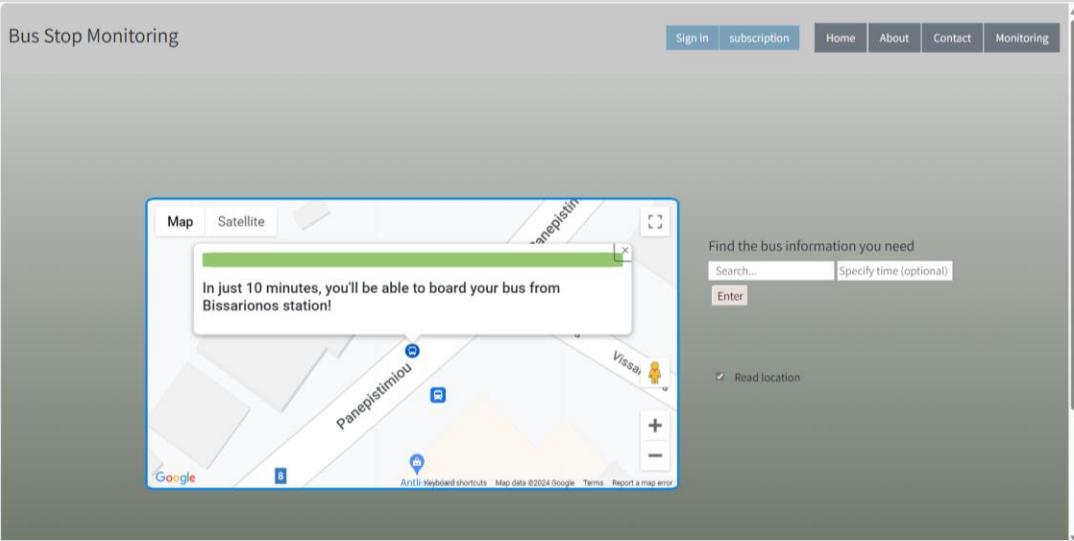 Bus Stop Monitoring
Sign in
subscription
Home
About
Contact
Monitoring
Map
Satellite
In just 10 minutes, you'll be able to board your bus from
Bissarionos station!
Panepistimiou
8
Google
Keyboard shortcuts
Map data ©2024 Google
Terms
Report a map error
Find the bus information you need
Search...
Specify time (optional)
Enter
Read location